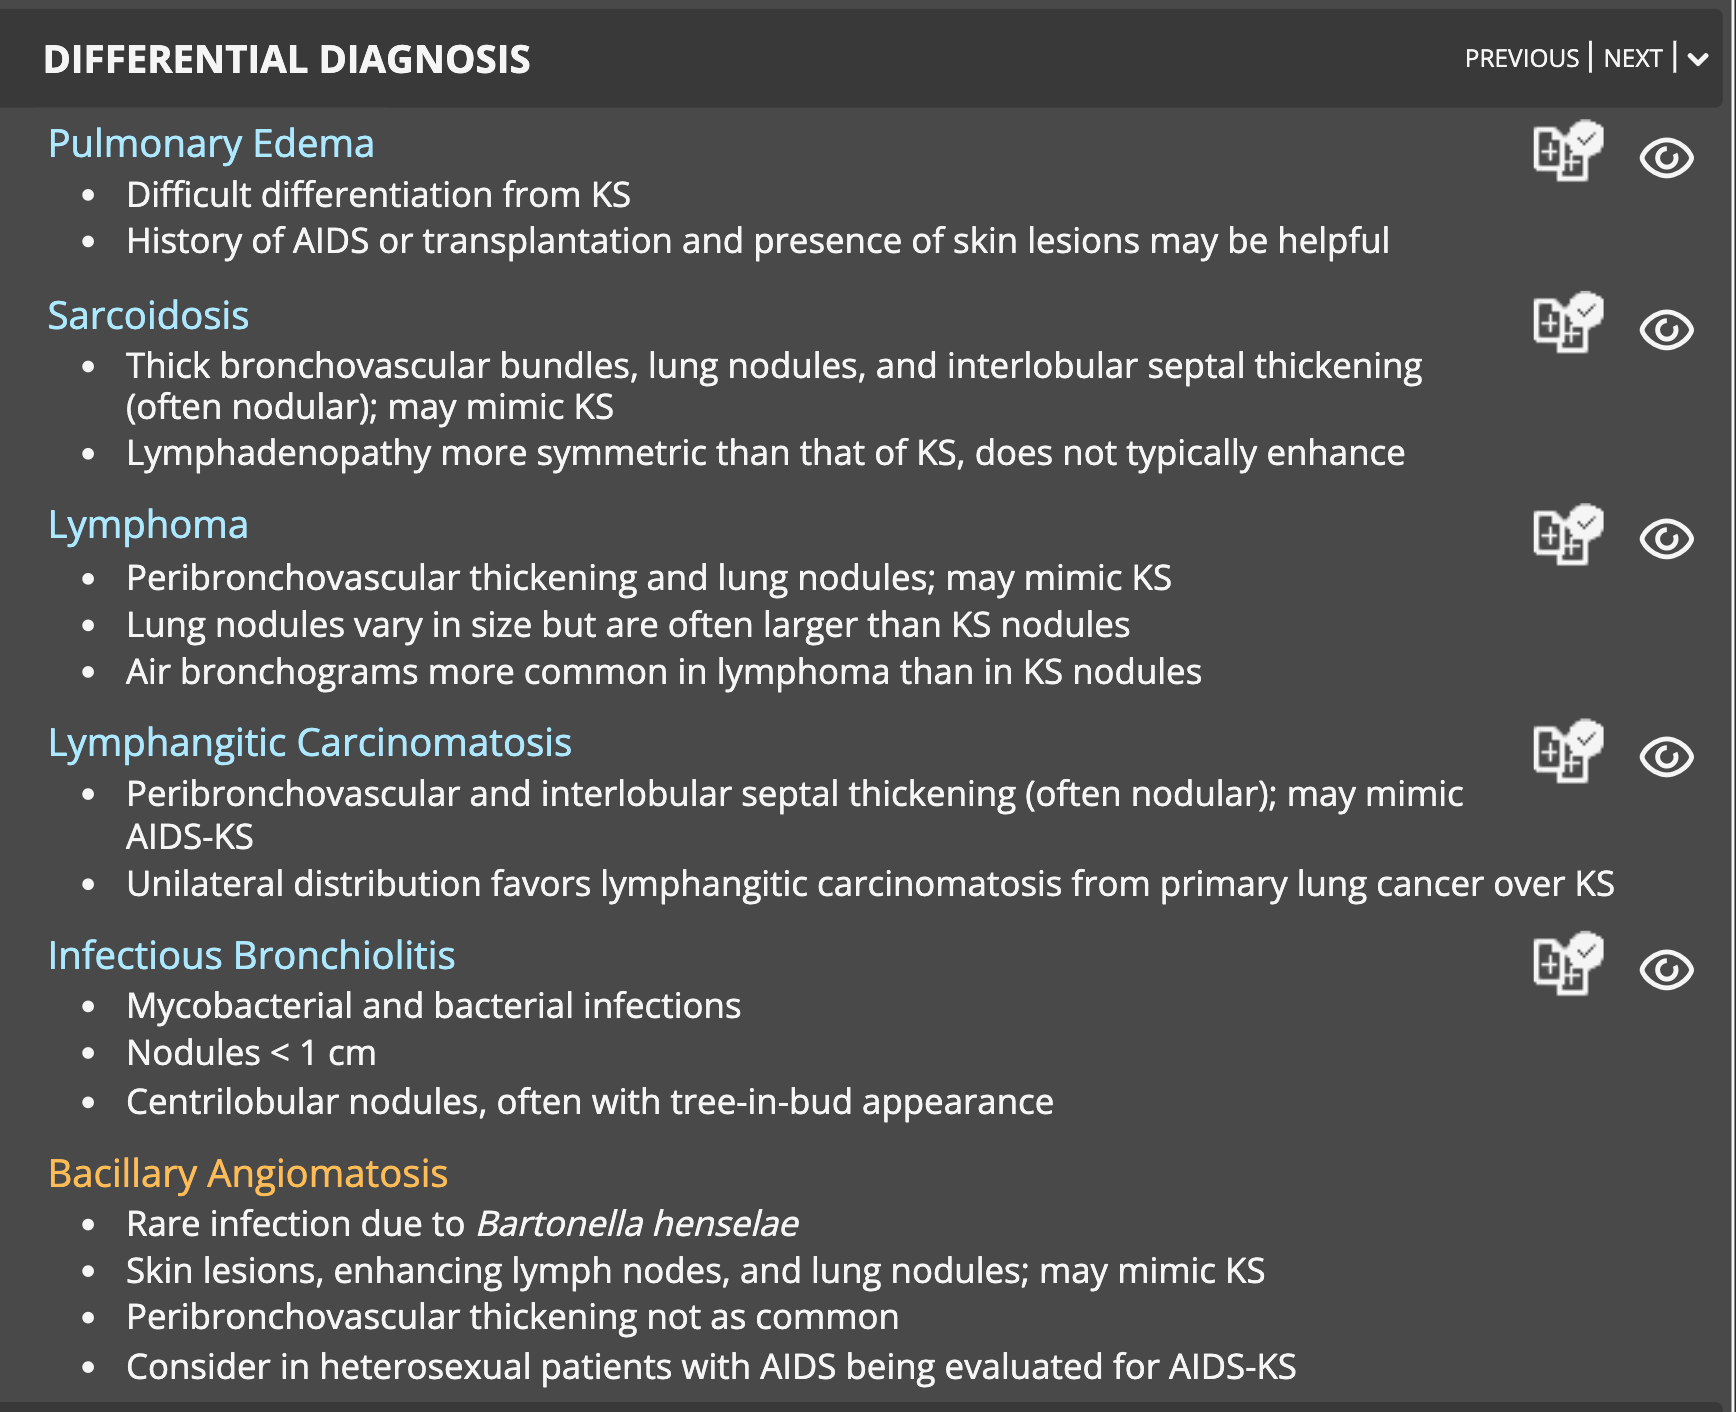 DIFFERENTIAL DIAGNOSIS
PREVIOUS | NEXT |
Pulmonary Edema
• Difficult differentiation from KS
• History of AIDS or transplantation and presence of skin lesions may be helpful
Sarcoidosis
• Thick bronchovascular bundles, lung nodules, and interlobular septal thickening
(often nodular); may mimic KS
• Lymphadenopathy more symmetric than that of KS, does not typically enhance
Lymphoma
• Peribronchovascular thickening and lung nodules; may mimic KS
• Lung nodules vary in size but are often larger than KS nodules
• Air bronchograms more common in lymphoma than in KS nodules
Lymphangitic Carcinomatosis
• Peribronchovascular and interlobular septal thickening (often nodular); may mimic
AIDS-KS
• Unilateral distribution favors lymphangitic carcinomatosis from primary lung cancer over KS
Infectious Bronchiolitis
• Mycobacterial and bacterial infections
• Nodules < 1 cm
• Centrilobular nodules, often with tree-in-bud appearance
Bacillary Angiomatosis
• Rare infection due to Bartonella henselae
• Skin lesions, enhancing lymph nodes, and lung nodules; may mimic KS
• Peribronchovascular thickening not as common
• Consider in heterosexual patients with AIDS being evaluated for AIDS-KS